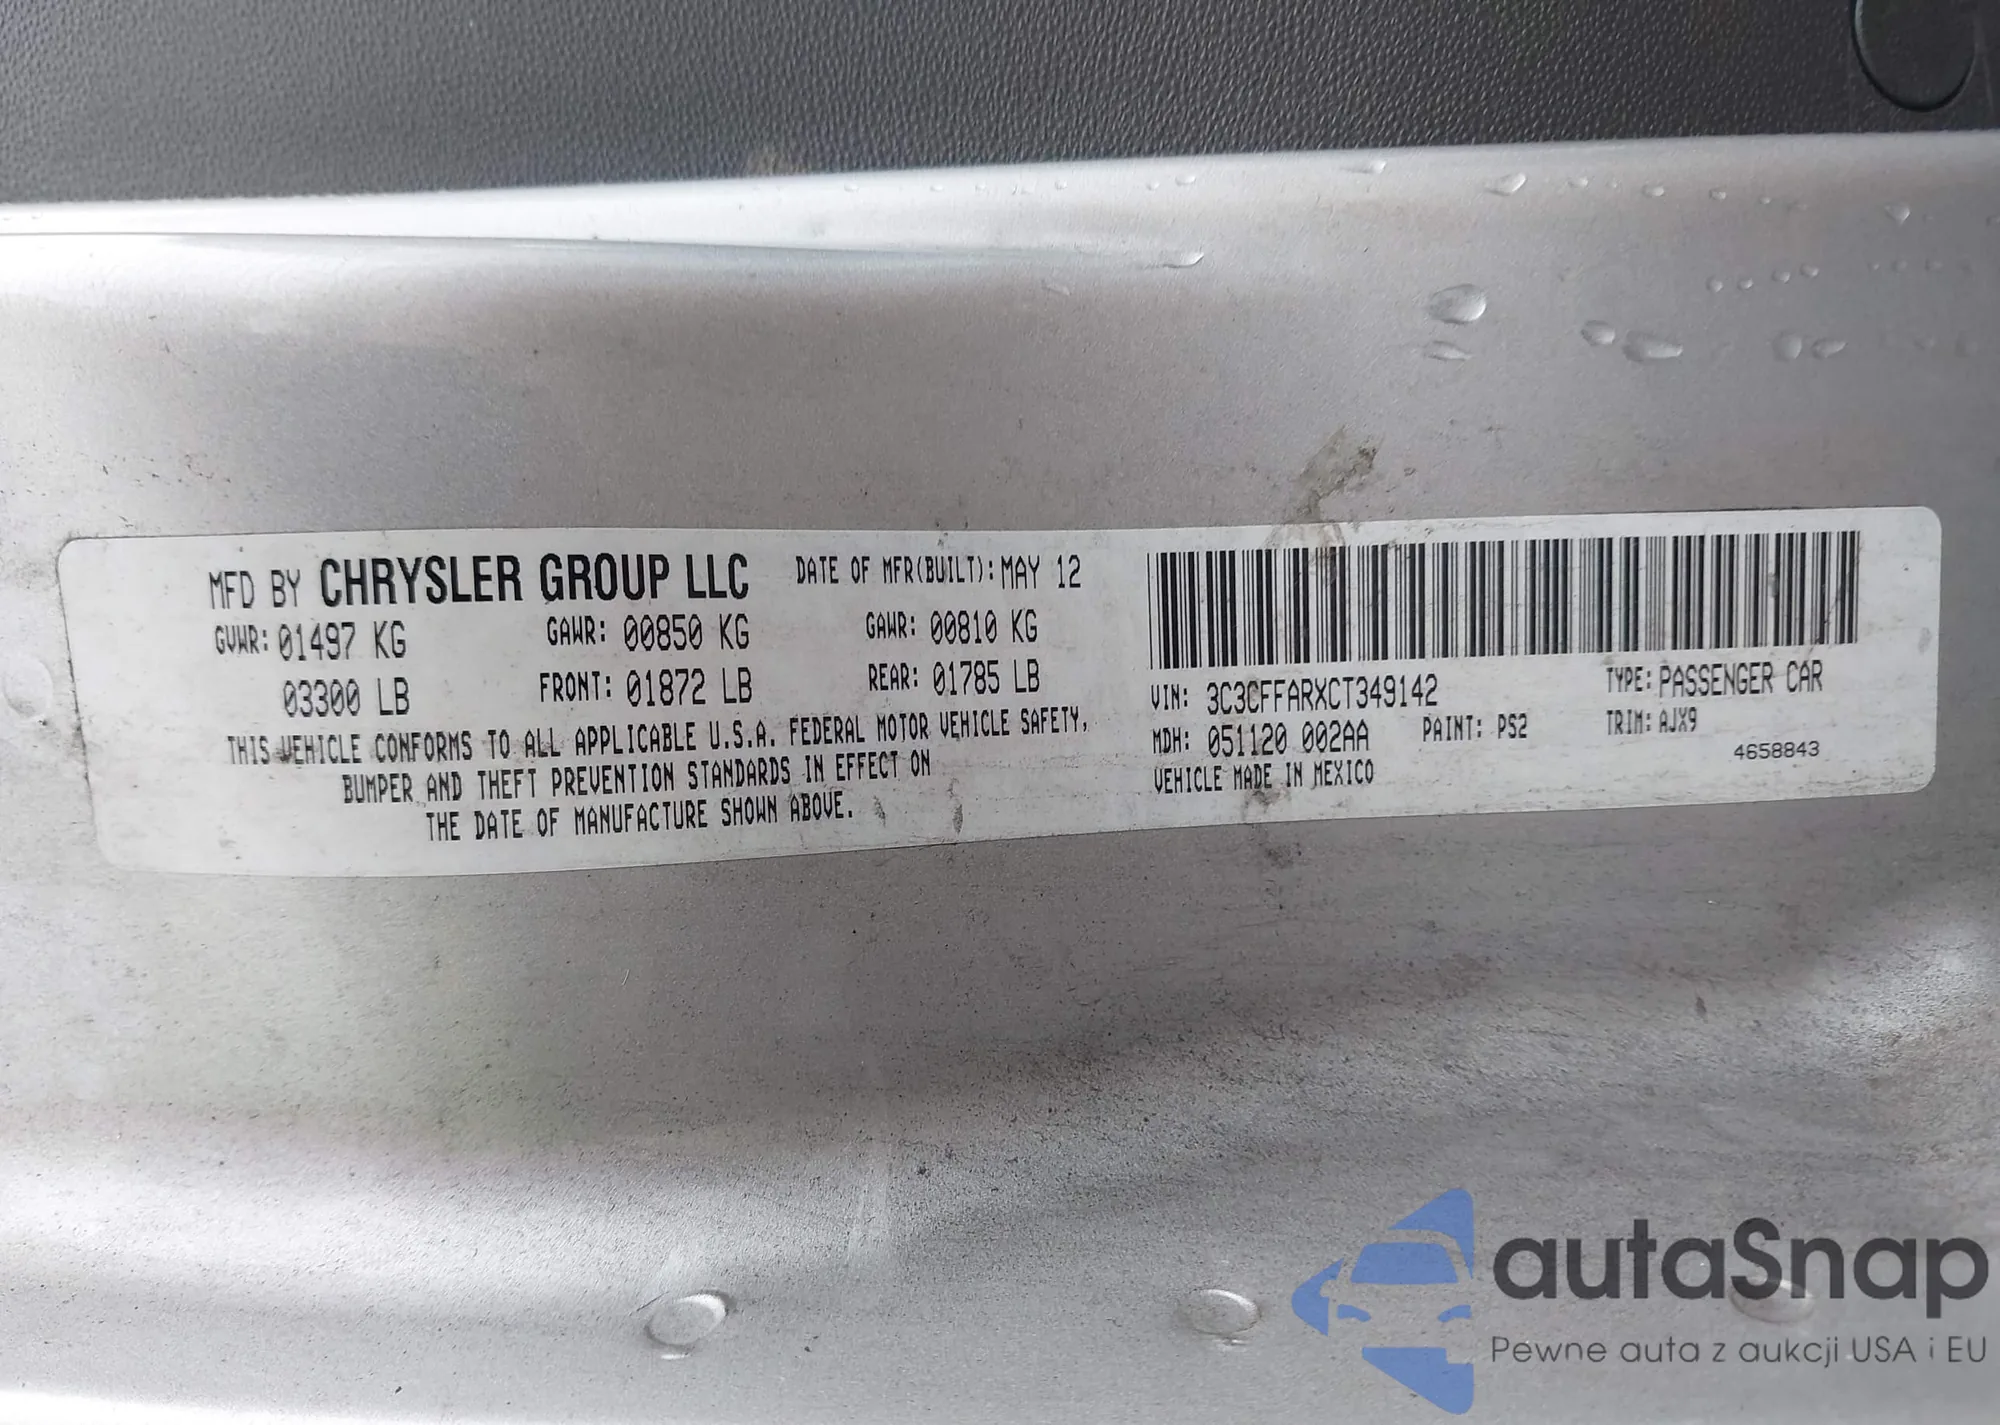 MFD BY CHRYSLER GROUP LLC DATE OF MFR(BUILT): MAY 12
GVWR: 01497 KG GAWR: 00850 KG GAWR: 00810 KG
03300 LB FRONT: 01872 LB REAR: 01785 LB
THIS VEHICLE CONFORMS TO ALL APPLICABLE U.S.A. FEDERAL MOTOR VEHICLE SAFETY,
BUMPER AND THEFT PREVENTION STANDARDS IN EFFECT ON
THE DATE OF MANUFACTURE SHOWN ABOVE.
VIN: 3C3CFFARXCT349142 TYPE: PASSENGER CAR
MDH: 051120 002AA PAINT: PS2 TRIM: AJX9
VEHICLE MADE IN MEXICO 4658843
autaSnap
Pewne auta z aukcji USA i EU